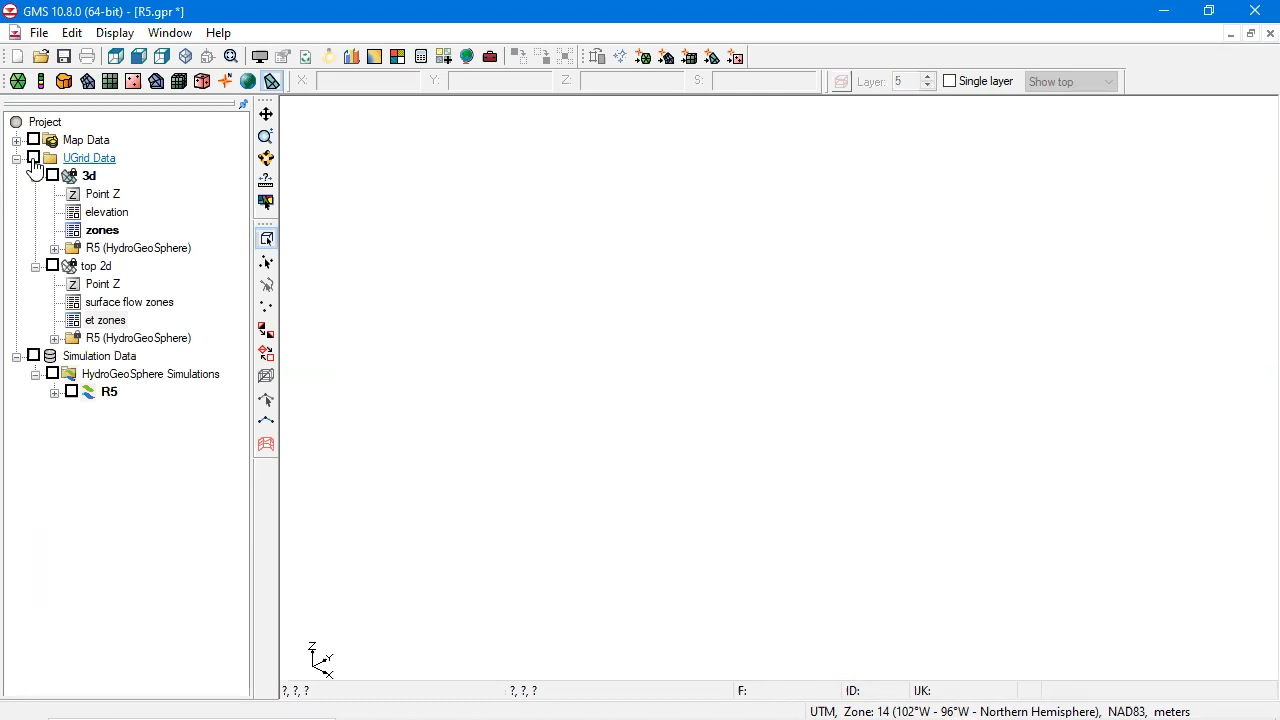 GMS 10.8.0 (64-bit) - [R5.gpr *]
File Edit Display Window Help
X: Y: Z: S: Layer: 5 Single layer Show top
Project
Map Data
UGrid Data
3d
Point Z
elevation
zones
R5 (HydroGeoSphere)
top 2d
Point Z
surface flow zones
et zones
R5 (HydroGeoSphere)
Simulation Data
HydroGeoSphere Simulations
R5
Z
Y
X
?, ?, ? ?, ?, ? F: ID: IJK:
UTM, Zone: 14 (102°W - 96°W - Northern Hemisphere), NAD83, meters